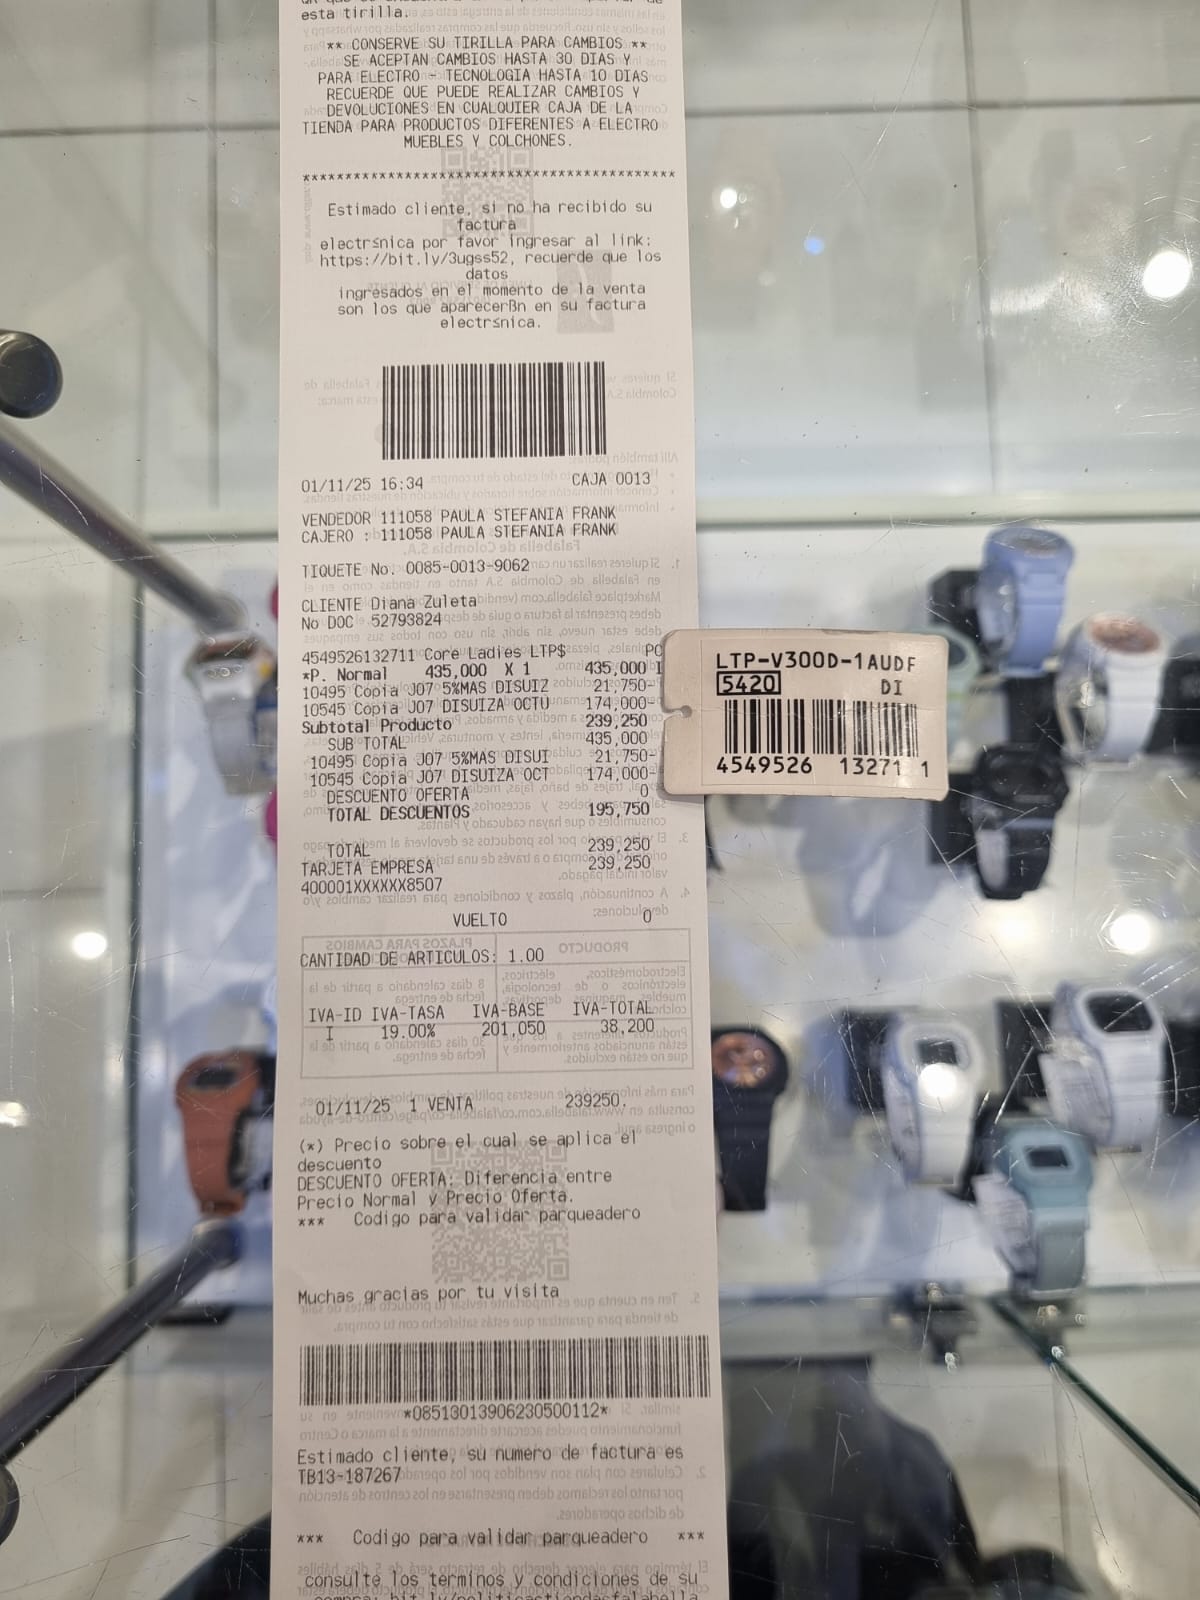 esta tirilla.
** CONSERVE SU TIRILLA PARA CAMBIOS **
SE ACEPTAN CAMBIOS HASTA 30 DIAS Y
PARA ELECTRO - TECNOLOGIA HASTA 10 DIAS
RECUERDE QUE PUEDE REALIZAR CAMBIOS Y
DEVOLUCIONES EN CUALQUIER CAJA DE LA
TIENDA PARA PRODUCTOS DIFERENTES A ELECTRO
MUEBLES Y COLCHONES.
********************************************
Estimado cliente, si no ha recibido su
factura
electrśnica por favor ingresar al link:
https://bit.ly/3ugss52, recuerde que los
datos
ingresados en el momento de la venta
son los que aparecerßn en su factura
electrśnica.
01/11/25 16:34 CAJA 0013
VENDEDOR 111058 PAULA STEFANIA FRANK
CAJERO : 111058 PAULA STEFANIA FRANK
TIQUETE No. 0085-0013-9062
CLIENTE Diana Zuleta
No DOC 52793824
4549526132711 Core Ladies LTP$ PC
*P. Normal 435,000 X 1 435,000 I
10495 Copia J07 5%MAS DISUIZ 21,750-
10545 Copia J07 DISUIZA OCTU 174,000-
Subtotal Producto 239,250
SUB TOTAL 435,000
10495 Copia J07 5%MAS DISUI 21,750-
10545 Copia J07 DISUIZA OCT 174,000-
DESCUENTO OFERTA 0
TOTAL DESCUENTOS 195,750
TOTAL 239,250
TARJETA EMPRESA 239,250
400001XXXXXX8507
VUELTO 0
CANTIDAD DE ARTICULOS: 1.00
IVA-ID IVA-TASA IVA-BASE IVA-TOTAL
I 19.00% 201,050 38,200
01/11/25 1 VENTA 239250.
(*) Precio sobre el cual se aplica el
descuento
DESCUENTO OFERTA: Diferencia entre
Precio Normal y Precio Oferta.
*** Codigo para validar parqueadero
Muchas gracias por tu visita
*08513013906230500112*
Estimado cliente, su numero de factura es
TB13-187267
*** Codigo para validar parqueadero ***
consulte los terminos y condiciones de su
LTP-V300D-1AUDF
5420 DI
4549526 13271 1